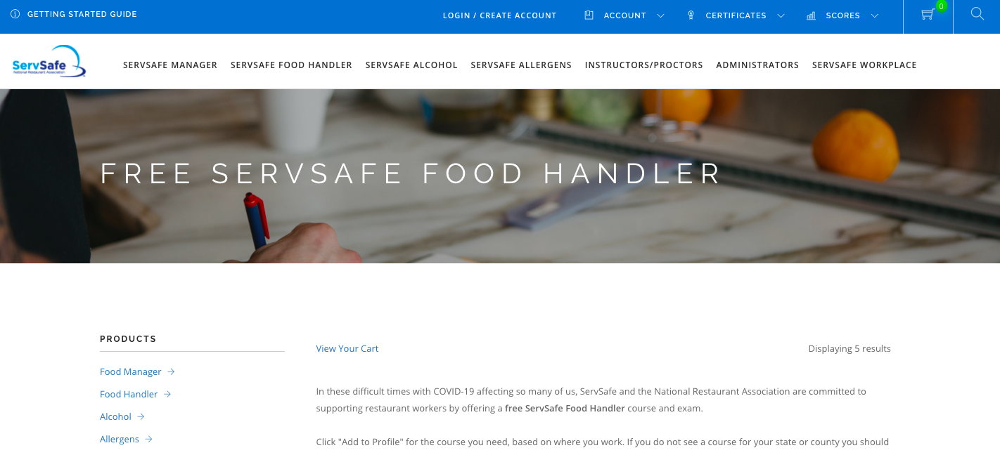 GETTING STARTED GUIDE
LOGIN / CREATE ACCOUNT
ACCOUNT
CERTIFICATES
SCORES
0
ServSafe
National Restaurant Association
SERVSAFE MANAGER
SERVSAFE FOOD HANDLER
SERVSAFE ALCOHOL
SERVSAFE ALLERGENS
INSTRUCTORS/PROCTORS
ADMINISTRATORS
SERVSAFE WORKPLACE
FREE SERVSAFE FOOD HANDLER
PRODUCTS
Food Manager
Food Handler
Alcohol
Allergens
View Your Cart
Displaying 5 results
In these difficult times with COVID-19 affecting so many of us, ServSafe and the National Restaurant Association are committed to
supporting restaurant workers by offering a free ServSafe Food Handler course and exam.
Click "Add to Profile" for the course you need, based on where you work. If you do not see a course for your state or county you should